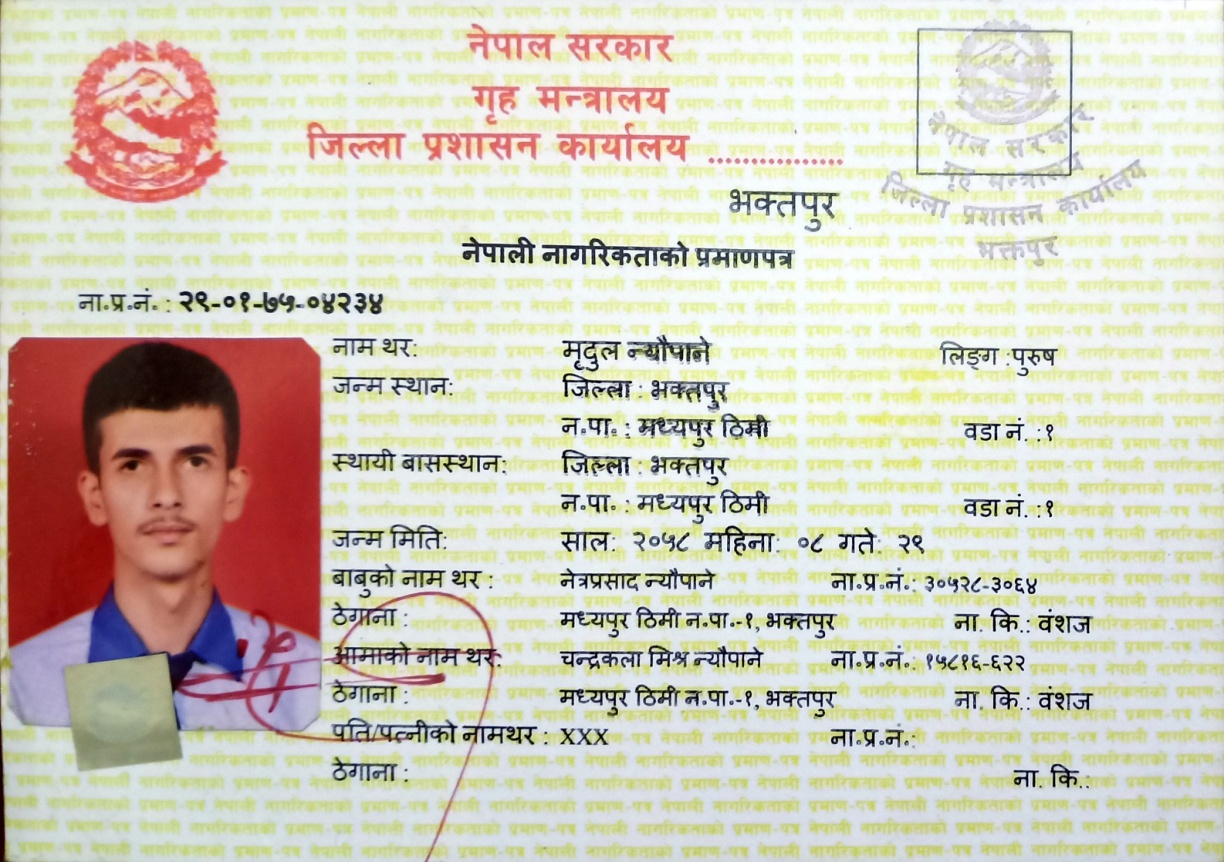 नेपाल सरकार
गृह मन्त्रालय
जिल्ला प्रशासन कार्यालय ..................
भक्तपुर
नेपाल सरकार
गृह मन्त्रालय
जिल्ला प्रशासन कार्यालय
भक्तपुर
नेपाली नागरिकताको प्रमाणपत्र
ना.प्र.नं. : २९-०१-७५-०४२३४
नाम थर: मृदुल न्यौपाने लिङ्ग :पुरुष
जन्म स्थान: जिल्ला : भक्तपुर
न.पा. : मध्यपुर ठिमी वडा नं. :१
स्थायी बासस्थान: जिल्ला : भक्तपुर
न.पा. : मध्यपुर ठिमी वडा नं. :१
जन्म मिति: साल: २०५८ महिना: ०८ गते: २९
बाबुको नाम थर : नेत्रप्रसाद न्यौपाने ना.प्र.नं.: ३०५२८-३०६४
ठेगाना : मध्यपुर ठिमी न.पा.-१, भक्तपुर ना. कि.: वंशज
आमाको नाम थर: चन्द्रकला मिश्र न्यौपाने ना.प्र.नं.: १५८१६-६२२
ठेगाना : मध्यपुर ठिमी न.पा.-१, भक्तपुर ना. कि.: वंशज
पति/पत्नीको नामथर : XXX ना.प्र.नं.:
ठेगाना : ना. कि.: